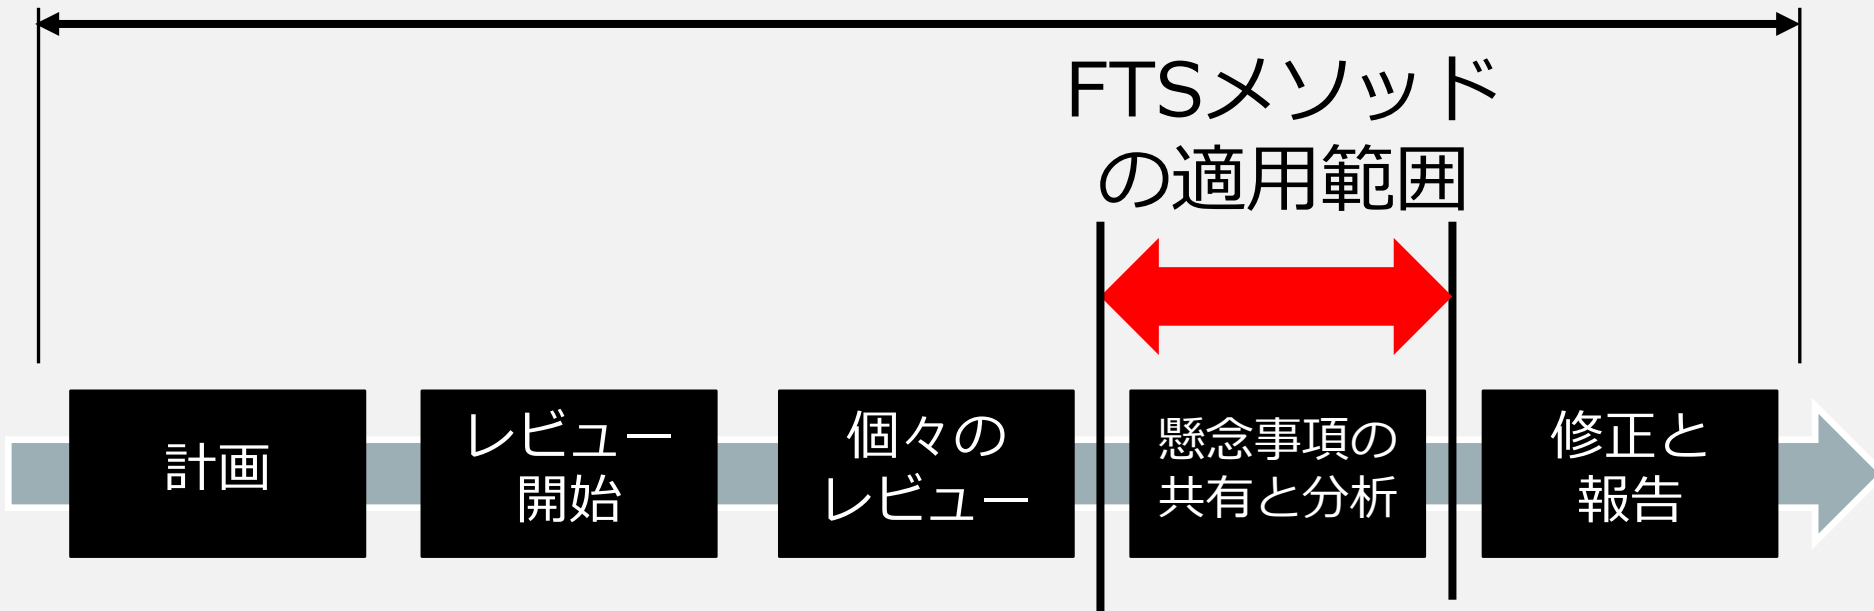 FTSメソッド
の適用範囲
計画
レビュー
開始
個々の
レビュー
懸念事項の
共有と分析
修正と
報告